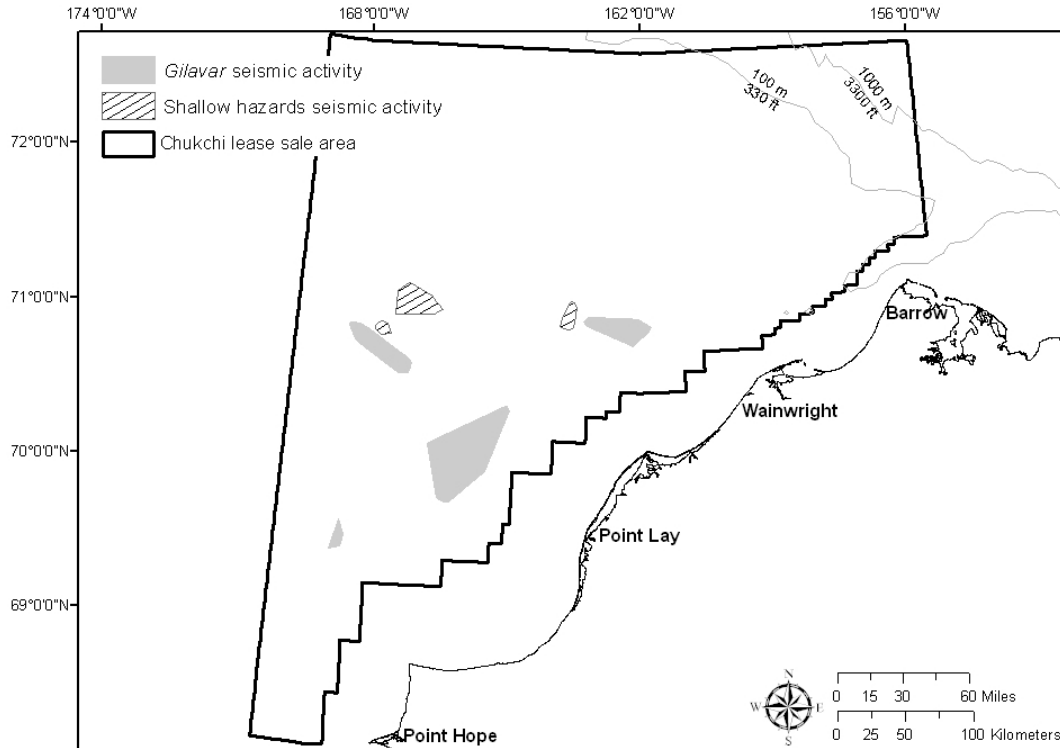 174°0'0"W 168°0'0"W 162°0'0"W 156°0'0"W
Gilavar seismic activity
Shallow hazards seismic activity
Chukchi lease sale area
100 m
330 ft
1000 m
3300 ft
72°0'0"N
71°0'0"N
70°0'0"N
69°0'0"N
Barrow
Wainwright
Point Lay
Point Hope
N
W E
S
0 15 30 60 Miles
0 25 50 100 Kilometers